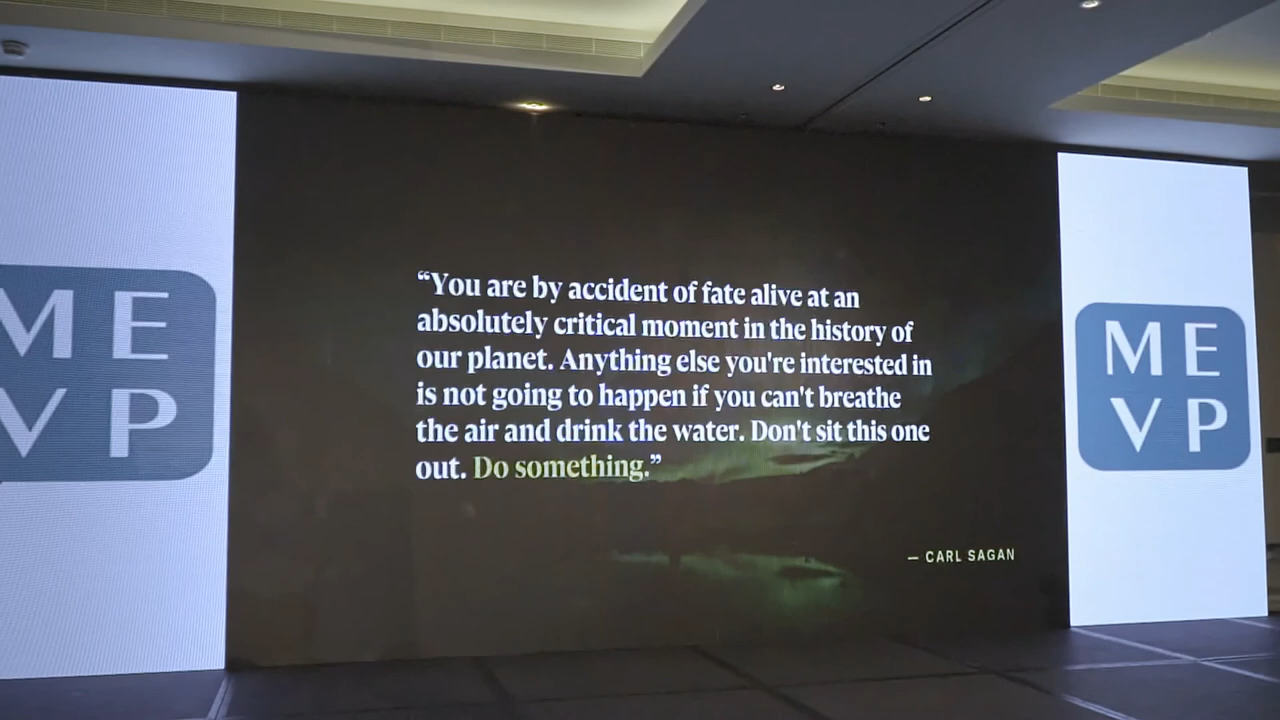 ME
VP
“You are by accident of fate alive at an
absolutely critical moment in the history of
our planet. Anything else you're interested in
is not going to happen if you can't breathe
the air and drink the water. Don't sit this one
out. Do something.”
— CARL SAGAN
ME
VP